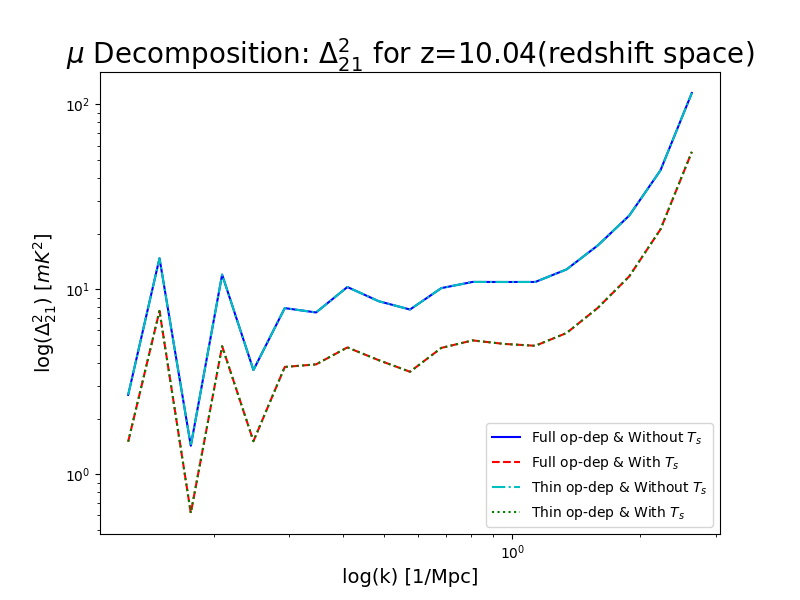 μ Decomposition: Δ²₂₁ for z=10.04(redshift space)
10²
10¹
10⁰
log(Δ²₂₁) [mK²]
Full op-dep & Without Tₛ
Full op-dep & With Tₛ
Thin op-dep & Without Tₛ
Thin op-dep & With Tₛ
10⁰
log(k) [1/Mpc]